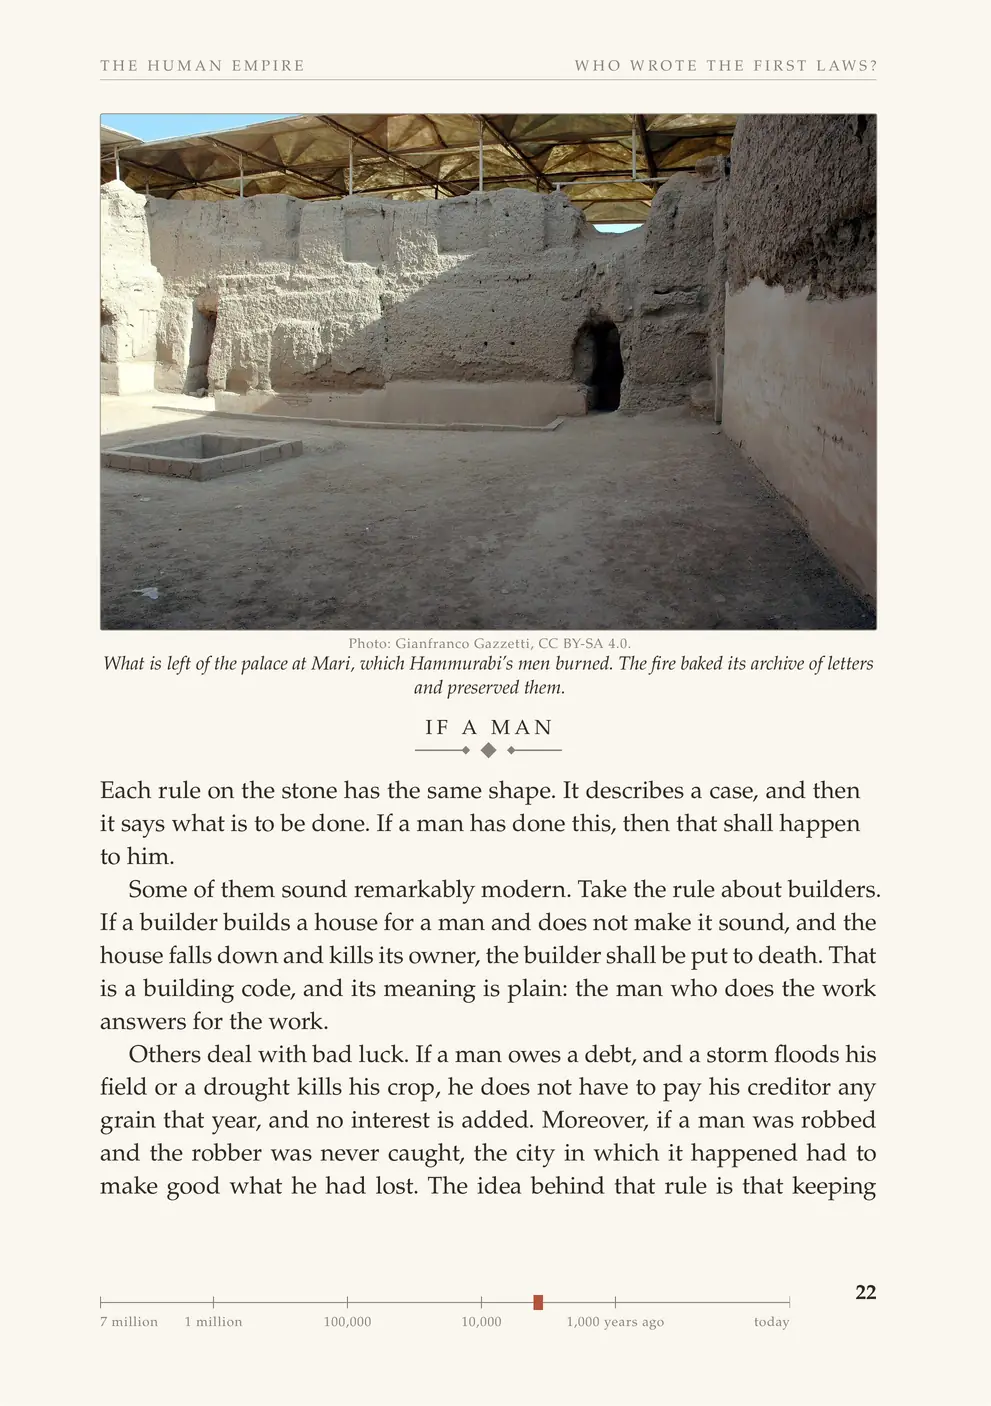 THE HUMAN EMPIRE
WHO WROTE THE FIRST LAWS?
Photo: Gianfranco Gazzetti, CC BY-SA 4.0.
What is left of the palace at Mari, which Hammurabi’s men burned. The fire baked its archive of letters
and preserved them.
IF A MAN
Each rule on the stone has the same shape. It describes a case, and then
it says what is to be done. If a man has done this, then that shall happen
to him.
Some of them sound remarkably modern. Take the rule about builders.
If a builder builds a house for a man and does not make it sound, and the
house falls down and kills its owner, the builder shall be put to death. That
is a building code, and its meaning is plain: the man who does the work
answers for the work.
Others deal with bad luck. If a man owes a debt, and a storm floods his
field or a drought kills his crop, he does not have to pay his creditor any
grain that year, and no interest is added. Moreover, if a man was robbed
and the robber was never caught, the city in which it happened had to
make good what he had lost. The idea behind that rule is that keeping
22
7 million
1 million
100,000
10,000
1,000 years ago
today